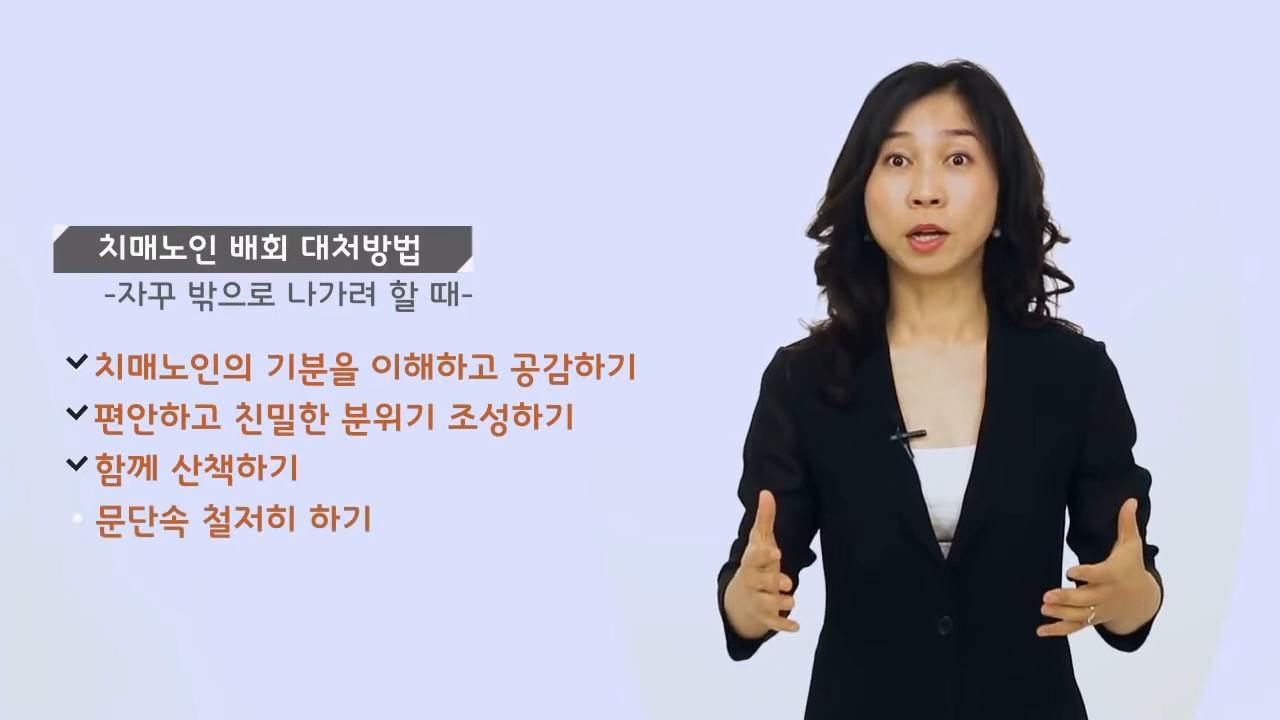 치매노인 배회 대처방법
-자꾸 밖으로 나가려 할 때-
치매노인의 기분을 이해하고 공감하기
편안하고 친밀한 분위기 조성하기
함께 산책하기
문단속 철저히 하기